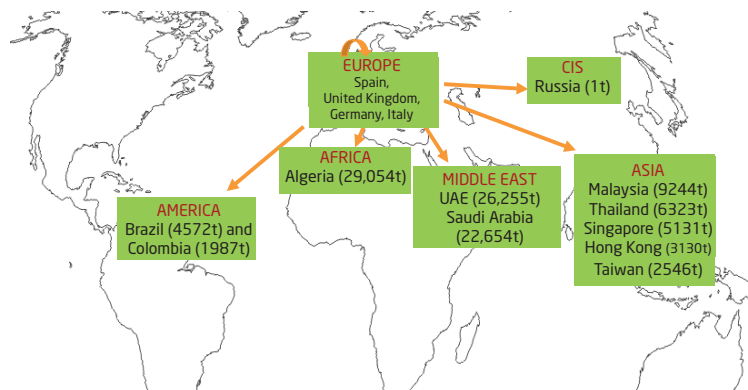 EUROPE
Spain,
United Kingdom,
Germany, Italy
CIS
Russia (1t)
AFRICA
Algeria (29,054t)
MIDDLE EAST
UAE (26,255t)
Saudi Arabia
(22,654t)
ASIA
Malaysia (9244t)
Thailand (6323t)
Singapore (5131t)
Hong Kong (3130t)
Taiwan (2546t)
AMERICA
Brazil (4572t) and
Colombia (1987t)